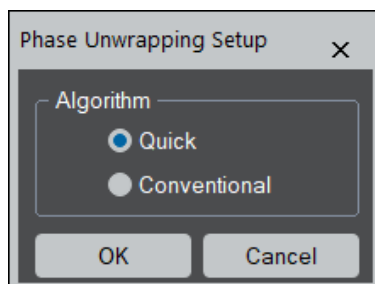 Phase Unwrapping Setup
Algorithm
Quick
Conventional
OK Cancel